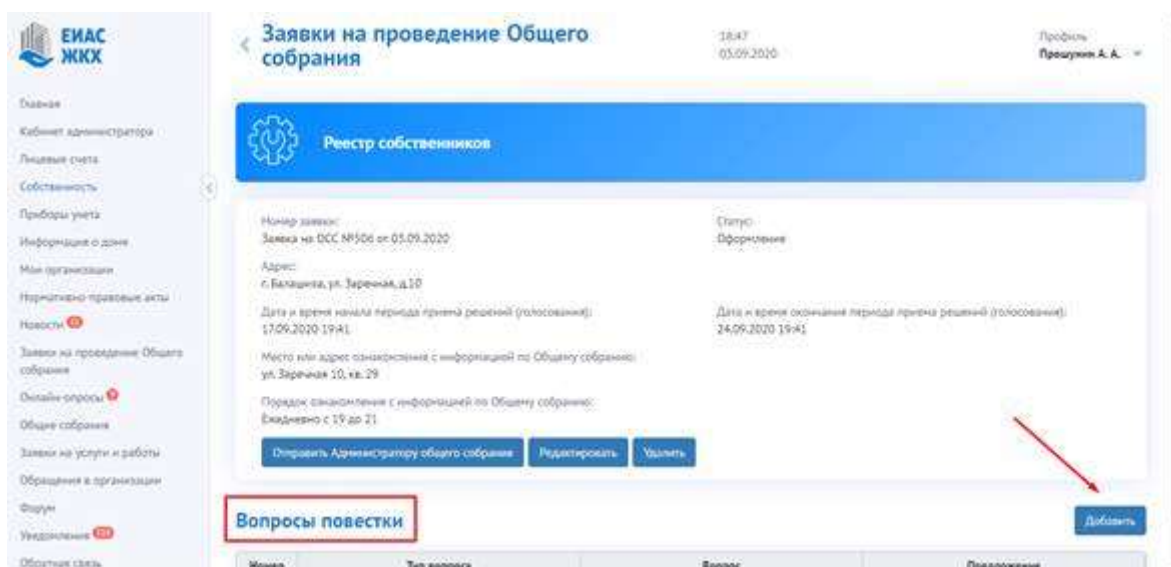 ЕИАС
ЖКХ
Заявки на проведение Общего
собрания
18:47
03.09.2020
Профиль
Прошунин А. А.
Главная
Кабинет администратора
Лицевые счета
Собственность
Приборы учета
Информация о доме
Мои организации
Нормативно-правовые акты
Новости
Заявки на проведение Общего
собрания
Онлайн-опросы
Общие собрания
Заявки на услуги и работы
Обращения в организации
Форум
Уведомления
Обратная связь
Реестр собственников
Номер заявки:
Заявка на ОСС №506 от 03.09.2020
Статус:
Оформление
Адрес:
г. Балашиха, ул. Заречная, д.10
Дата и время начала периода приема решений (голосования):
17.09.2020 19:41
Дата и время окончания периода приема решений (голосования):
24.09.2020 19:41
Место или адрес ознакомления с информацией по Общему собранию:
ул. Заречная 10, кв. 29
Порядок ознакомления с информацией по Общему собранию:
Ежедневно с 19 до 21
Отправить Администратору общего собрания
Редактировать
Удалить
Вопросы повестки
Добавить
Номер
Тип вопроса
Вопрос
Предложение